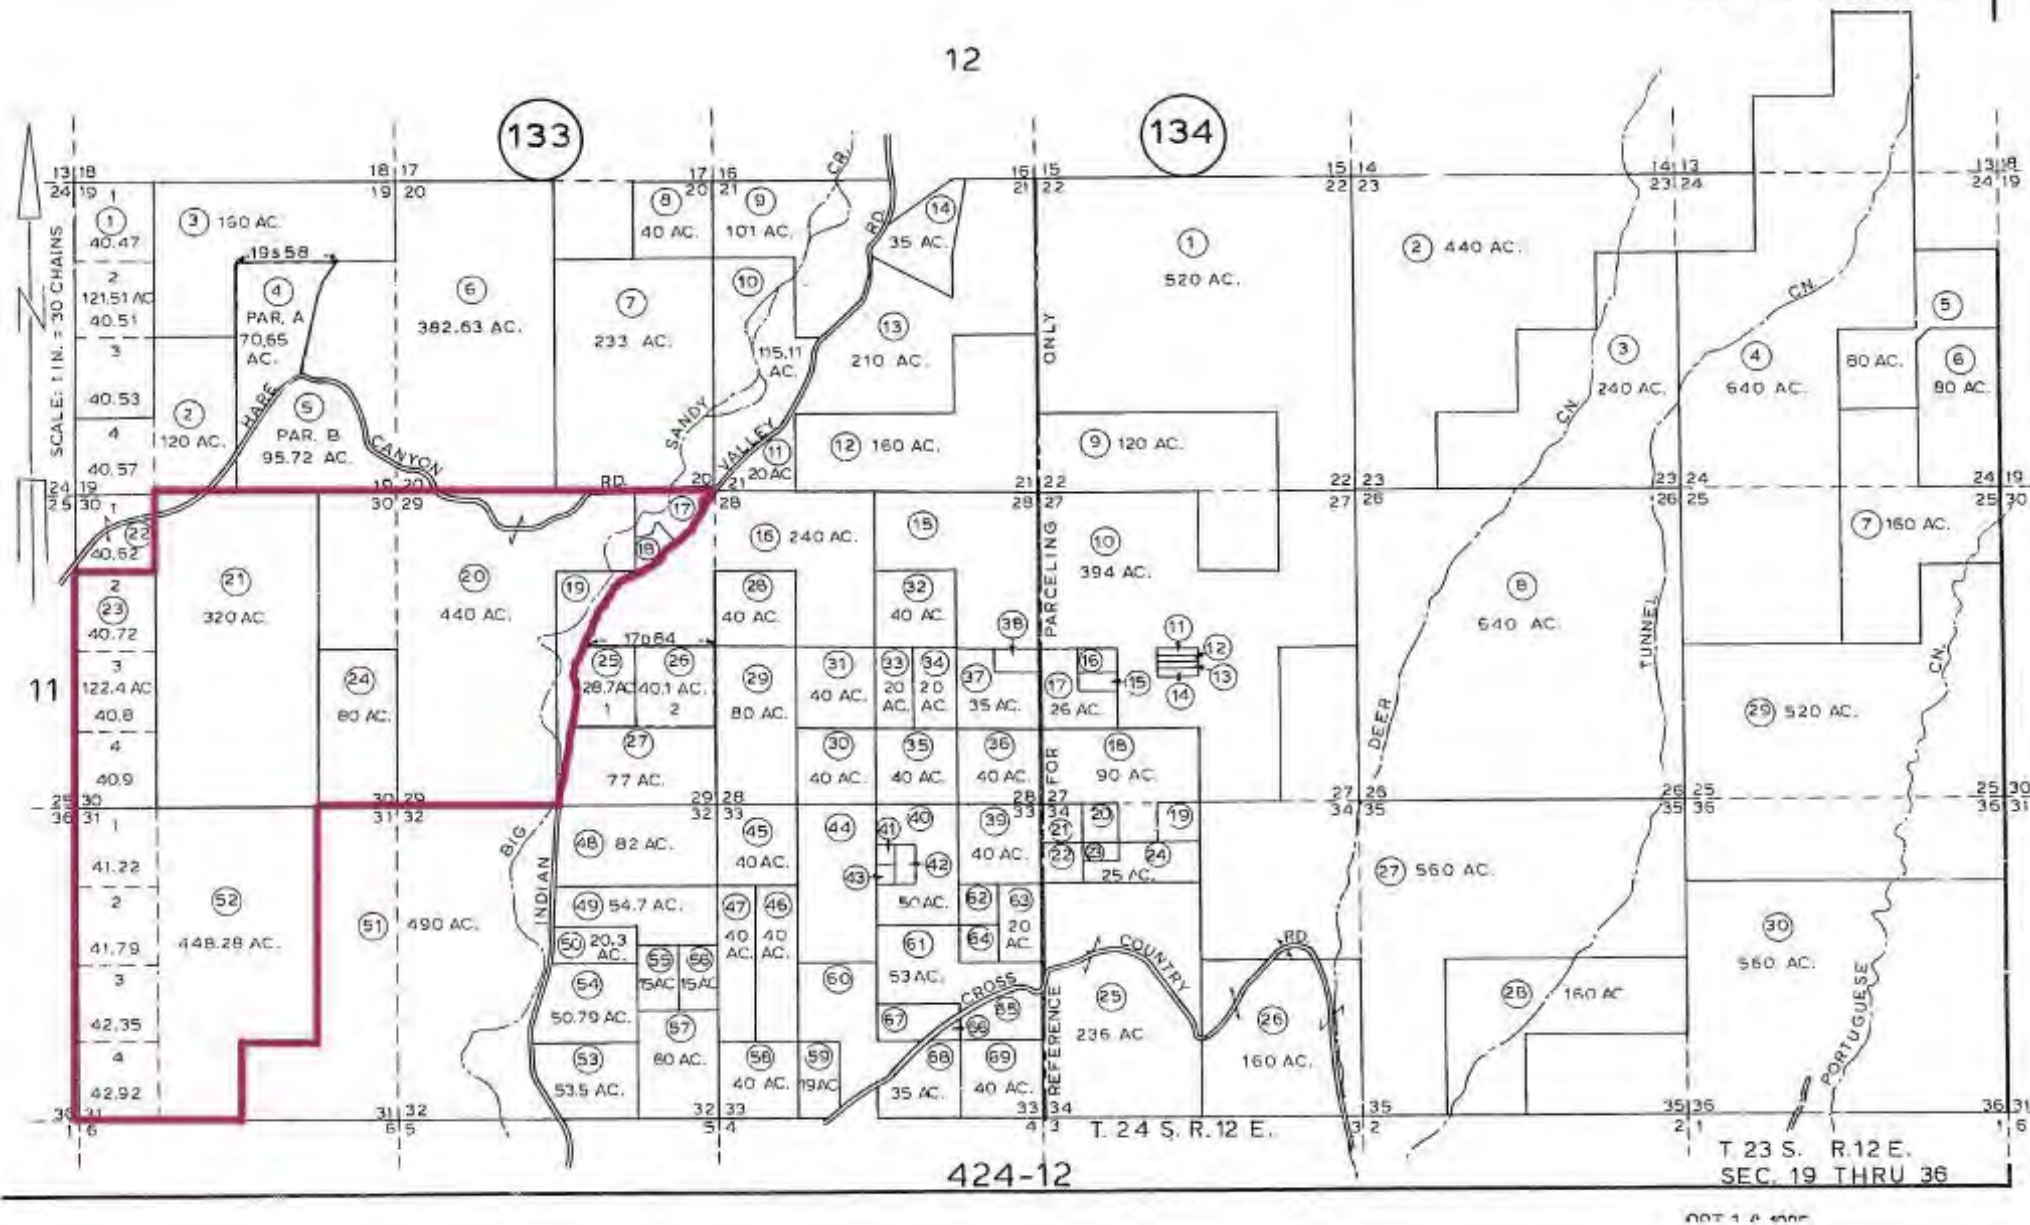 12
133
134
13 18
24 19
18 17
19 20
17 16
20 21
16 15
21 22
15 14
22 23
14 13
23 24
13 18
24 19
SCALE: 1 IN. = 30 CHAINS
1
1
40.47
2
121.51 AC
40.51
3
40.53
4
40.57
3 160 AC.
19s58
4
PAR. A
70.65
AC.
5
PAR. B
95.72 AC.
2
120 AC.
HARE
CANYON
RD.
6
382.63 AC.
7
233 AC.
8
40 AC.
9
101 AC.
CR.
RD.
14
35 AC.
10
115.11
AC.
13
210 AC.
SANDY
VALLEY
11
20 AC
12 160 AC.
ONLY
1
520 AC.
2 440 AC.
3
240 AC.
CN.
4
640 AC.
CN.
5
80 AC.
6
80 AC.
9 120 AC.
24 19
25 30
19 20
30 29
20 21
28
21 22
28 27
22 23
27 26
23 24
26 25
24 19
25 30
1
22
40.62
2
23
40.72
3
122.4 AC
40.8
4
40.9
11
21
320 AC.
24
80 AC.
20
440 AC.
17
18
19
17p84
25
28.7AC
1
26
40.1 AC.
2
27
77 AC.
16 240 AC.
15
28
40 AC.
32
40 AC.
29
80 AC.
31
40 AC.
33
20
AC.
34
20
AC.
38
37
35 AC.
30
40 AC.
35
40 AC.
36
40 AC.
PARCELING
10
394 AC.
11
12
13
14
16
15
17
26 AC.
18
90 AC.
FOR
DEER
8
640 AC.
TUNNEL
7 160 AC.
CN.
29 520 AC.
25 30
36 31
30 29
31 32
29 28
32 33
28 27
33 34
27 26
34 35
26 25
35 36
25 30
36 31
1
41.22
2
41.79
3
42.35
4
42.92
52
448.28 AC.
51 490 AC.
BIG
INDIAN
48 82 AC.
49 54.7 AC.
50 20.3
AC.
54
50.79 AC.
53
53.5 AC.
55
15AC
56
15AC
57
60 AC.
45
40 AC.
47
40
AC.
46
40
AC.
58
40 AC.
59
19AC
44
60
41
40
42
43
50 AC.
39
40 AC.
62
63
20
AC.
64
61
53 AC.
67
CROSS
65
66
68
35 AC.
69
40 AC.
REFERENCE
21
20
19
22
23
24
25 AC.
COUNTRY
RD.
25
236 AC.
26
160 AC.
27 560 AC.
28 160 AC
30
560 AC.
PORTUGUESE
36 31
1 6
31 32
6 5
32 33
5 4
33 34
4 3
35
3 2
35 36
2 1
36 31
1 6
T. 24 S. R. 12 E.
424-12
T. 23 S. R. 12 E.
SEC. 19 THRU 36